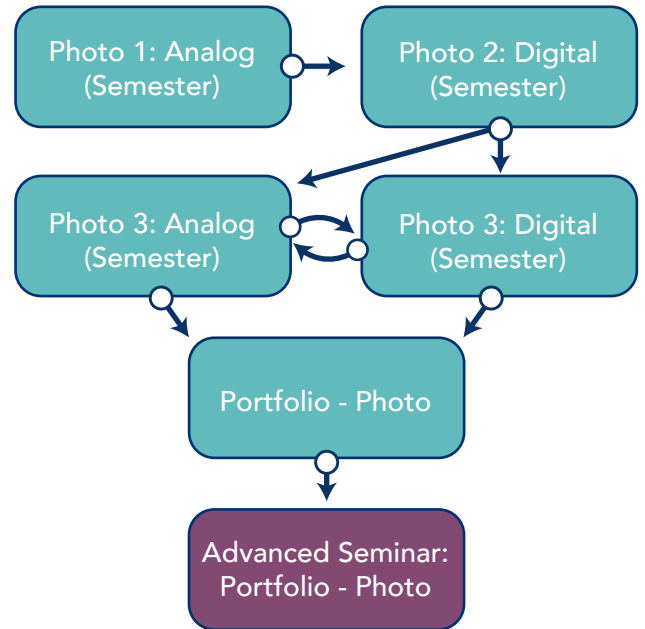 Photo 1: Analog
(Semester)
Photo 2: Digital
(Semester)
Photo 3: Analog
(Semester)
Photo 3: Digital
(Semester)
Portfolio - Photo
Advanced Seminar:
Portfolio - Photo